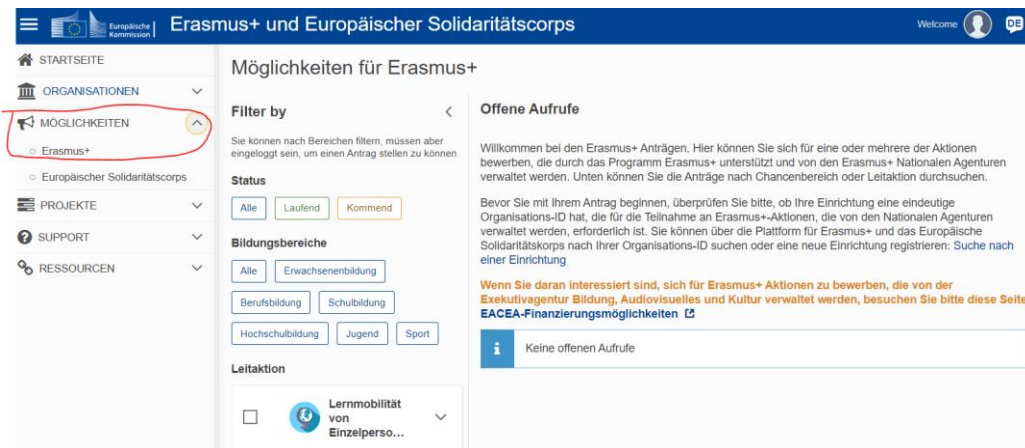 Europäische Kommission
Erasmus+ und Europäischer Solidaritätscorps
Welcome
DE
STARTSEITE
ORGANISATIONEN
MÖGLICHKEITEN
Erasmus+
Europäischer Solidaritätscorps
PROJEKTE
SUPPORT
RESSOURCEN
Möglichkeiten für Erasmus+
Filter by
Sie können nach Bereichen filtern, müssen aber
eingeloggt sein, um einen Antrag stellen zu können
Status
Alle Laufend Kommend
Bildungsbereiche
Alle Erwachsenenbildung
Berufsbildung Schulbildung
Hochschulbildung Jugend Sport
Leitaktion
Lernmobilität
von
Einzelperso...
Offene Aufrufe
Willkommen bei den Erasmus+ Anträgen. Hier können Sie sich für eine oder mehrere der Aktionen
bewerben, die durch das Programm Erasmus+ unterstützt und von den Erasmus+ Nationalen Agenturen
verwaltet werden. Unten können Sie die Anträge nach Chancenbereich oder Leitaktion durchsuchen.
Bevor Sie mit Ihrem Antrag beginnen, überprüfen Sie bitte, ob Ihre Einrichtung eine eindeutige
Organisations-ID hat, die für die Teilnahme an Erasmus+-Aktionen, die von den Nationalen Agenturen
verwaltet werden, erforderlich ist. Sie können über die Plattform für Erasmus+ und das Europäische
Solidaritätskorps nach Ihrer Organisations-ID suchen oder eine neue Einrichtung registrieren: Suche nach
einer Einrichtung
Wenn Sie daran interessiert sind, sich für Erasmus+ Aktionen zu bewerben, die von der
Exekutivagentur Bildung, Audiovisuelles und Kultur verwaltet werden, besuchen Sie bitte diese Seite
EACEA-Finanzierungsmöglichkeiten
Keine offenen Aufrufe